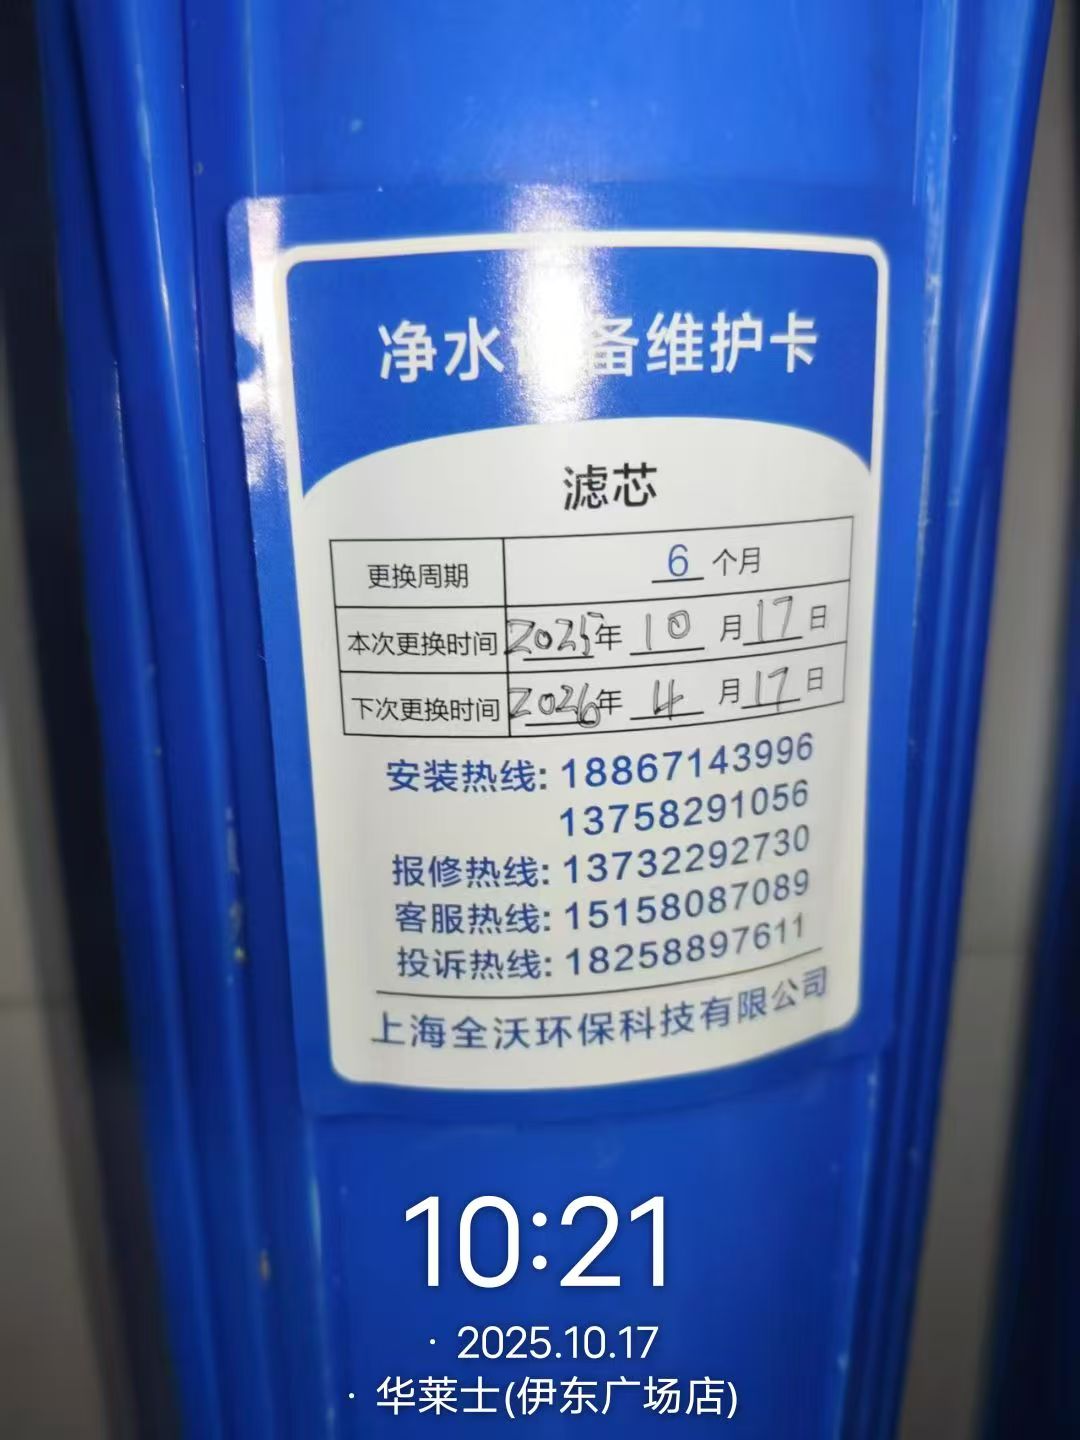 净水设备维护卡
滤芯
更换周期 6 个月
本次更换时间 2025年 10 月 17 日
下次更换时间 2026年 4 月 17 日
安装热线: 18867143996
13758291056
报修热线: 13732292730
客服热线: 15158087089
投诉热线: 18258897611
上海全沃环保科技有限公司
10:21
· 2025.10.17
· 华莱士(伊东广场店)